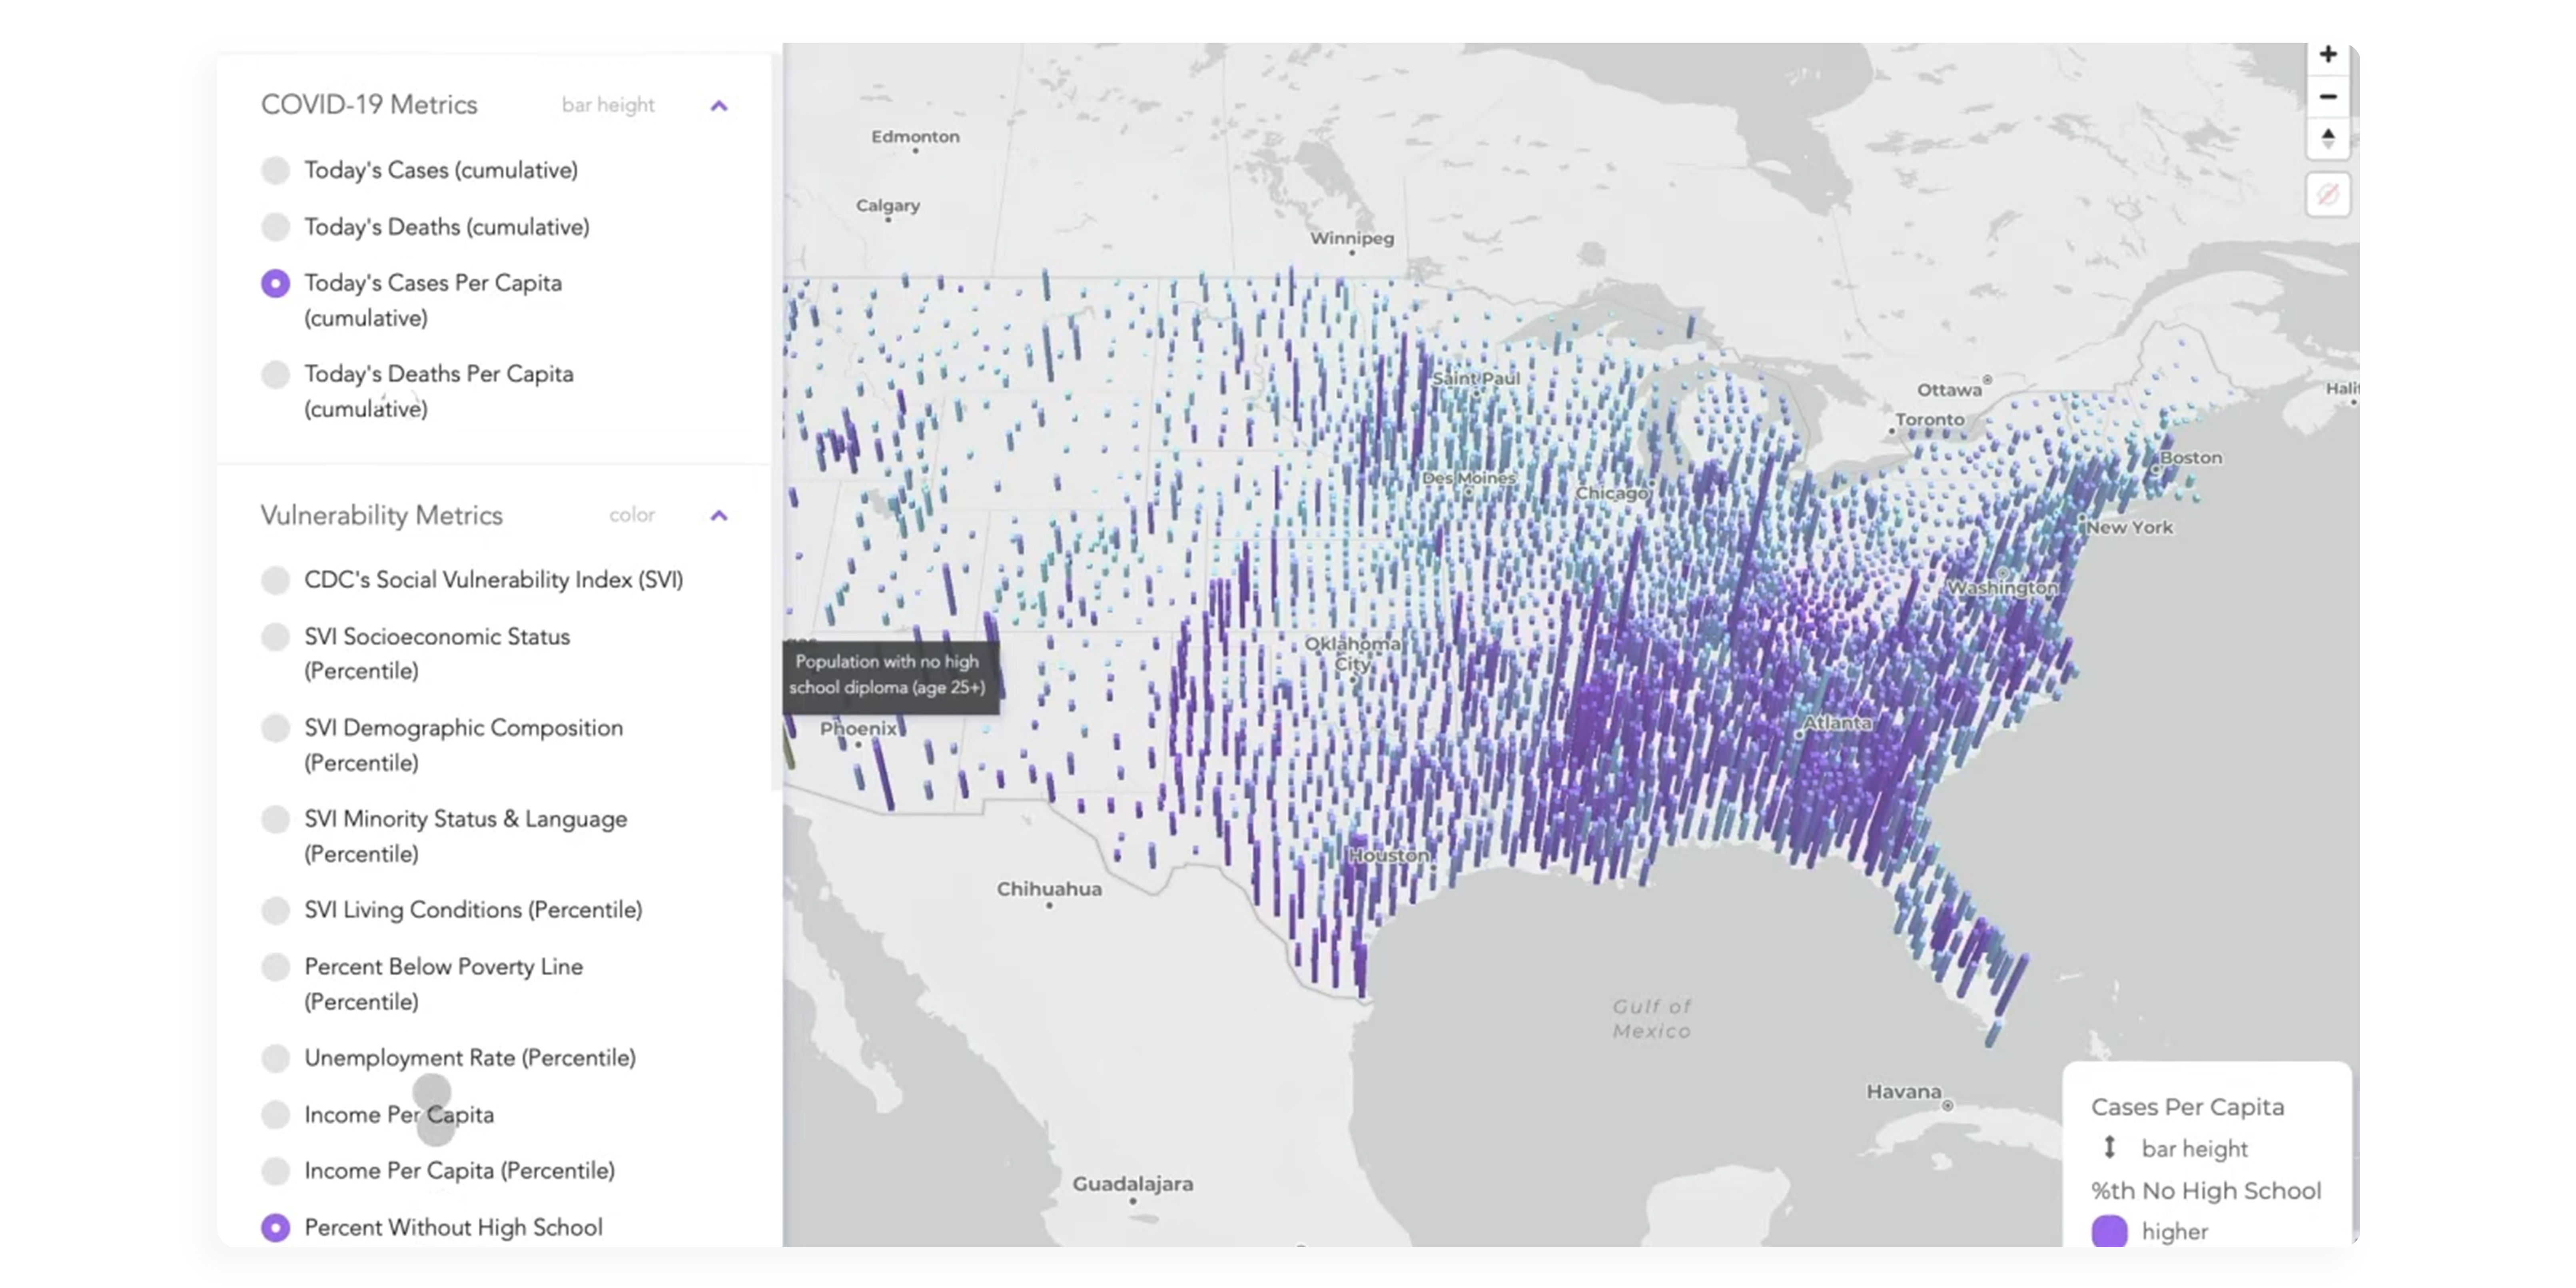 COVID-19 Metrics
bar height
Today's Cases (cumulative)
Today's Deaths (cumulative)
Today's Cases Per Capita
(cumulative)
Today's Deaths Per Capita
(cumulative)
Vulnerability Metrics
color
CDC's Social Vulnerability Index (SVI)
SVI Socioeconomic Status
(Percentile)
SVI Demographic Composition
(Percentile)
SVI Minority Status & Language
(Percentile)
SVI Living Conditions (Percentile)
Percent Below Poverty Line
(Percentile)
Unemployment Rate (Percentile)
Income Per Capita
Income Per Capita (Percentile)
Percent Without High School
Edmonton
Calgary
Winnipeg
Saint Paul
Ottawa
Toronto
Boston
Des Moines
Chicago
New York
Washington
Oklahoma
City
Population with no high
school diploma (age 25+)
Phoenix
Atlanta
Houston
Chihuahua
Gulf of
Mexico
Havana
Guadalajara
Cases Per Capita
bar height
%th No High School
higher